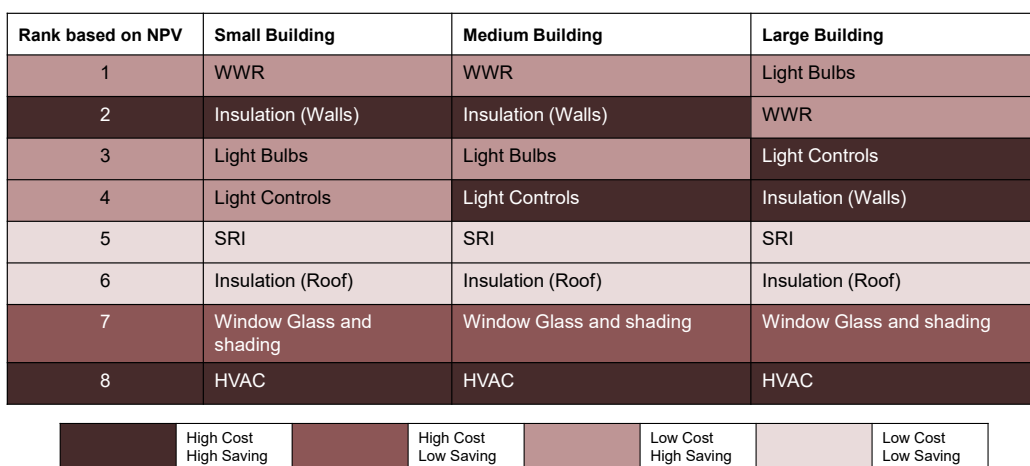 Rank based on NPV Small Building Medium Building Large Building
1 WWR WWR Light Bulbs
2 Insulation (Walls) Insulation (Walls) WWR
3 Light Bulbs Light Bulbs Light Controls
4 Light Controls Light Controls Insulation (Walls)
5 SRI SRI SRI
6 Insulation (Roof) Insulation (Roof) Insulation (Roof)
7 Window Glass and Window Glass and shading Window Glass and shading
shading
8 HVAC HVAC HVAC
High Cost High Cost Low Cost Low Cost
High Saving Low Saving High Saving Low Saving